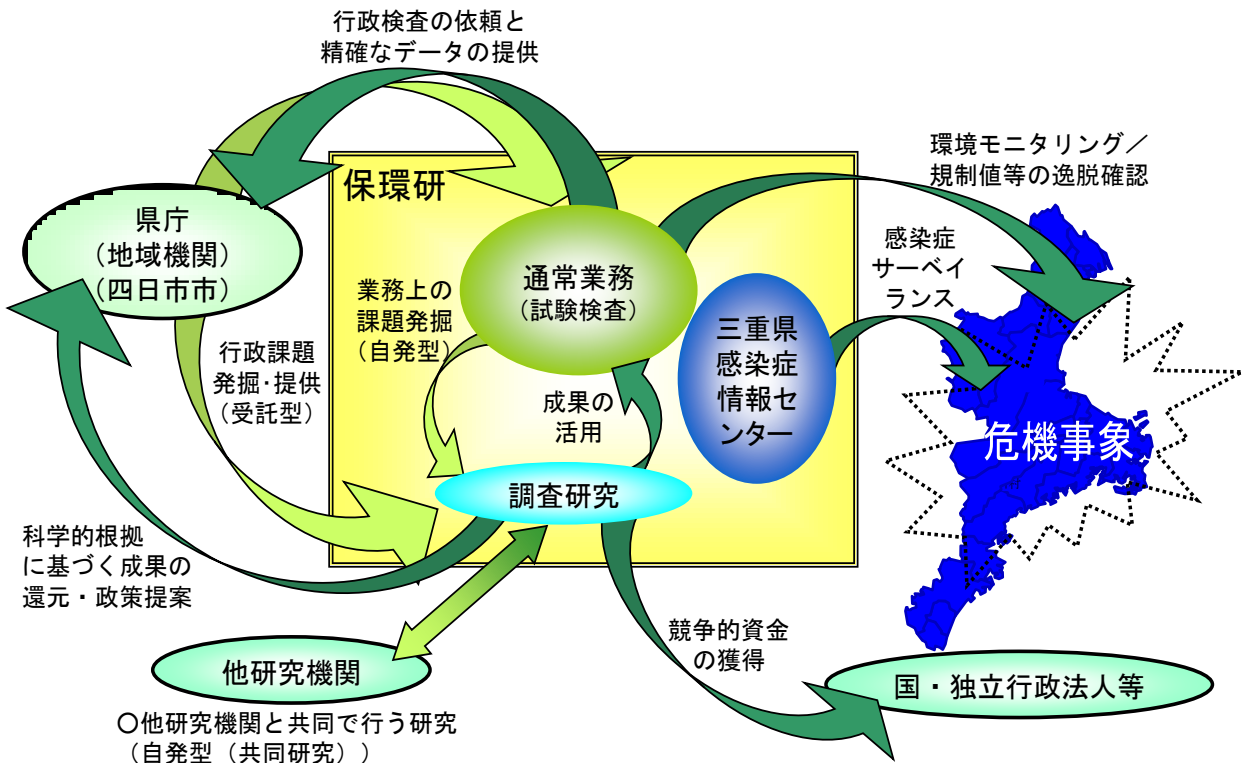 行政検査の依頼と
精確なデータの提供
環境モニタリング／
規制値等の逸脱確認
保環研
県庁
（地域機関）
（四日市市）
通常業務
（試験検査）
感染症
サーベイ
ランス
業務上の
課題発掘
（自発型）
三重県
感染症
情報セ
ンター
行政課題
発掘･提供
（受託型）
成果の
活用
危機事象
調査研究
科学的根拠
に基づく成果の
還元・政策提案
競争的資金
の獲得
他研究機関
国・独立行政法人等
〇他研究機関と共同で行う研究
（自発型（共同研究））